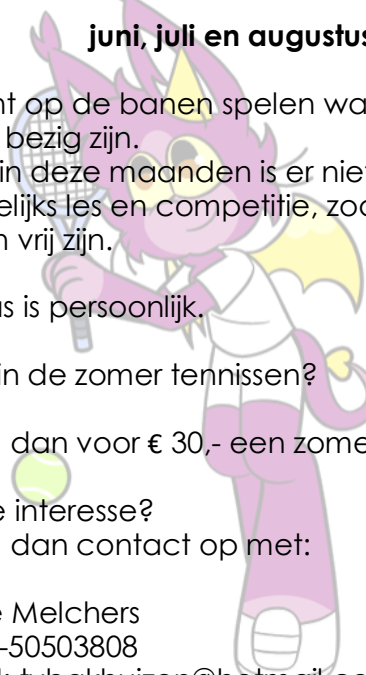 juni, juli en augustus
nt op de banen spelen wa
bezig zijn.
in deze maanden is er nie
elijks les en competitie, zoo
n vrij zijn.
as is persoonlijk.
in de zomer tennissen?
dan voor € 30,- een zome
e interesse?
dan contact op met:
e Melchers
-50503808